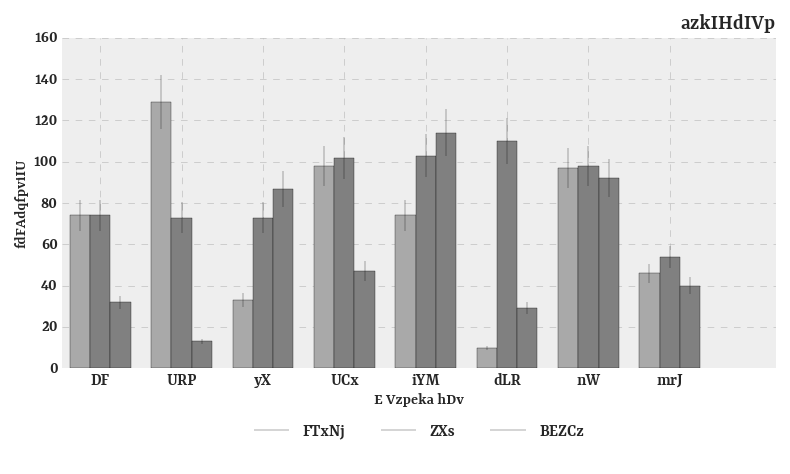 azkIHdIVp
160
140
120
100
80
60
40
20
0
fdFAdqfpviIU
DF URP yX UCx iYM dLR nW mrJ
E Vzpeka hDv
FTxNj ZXs BEZCz